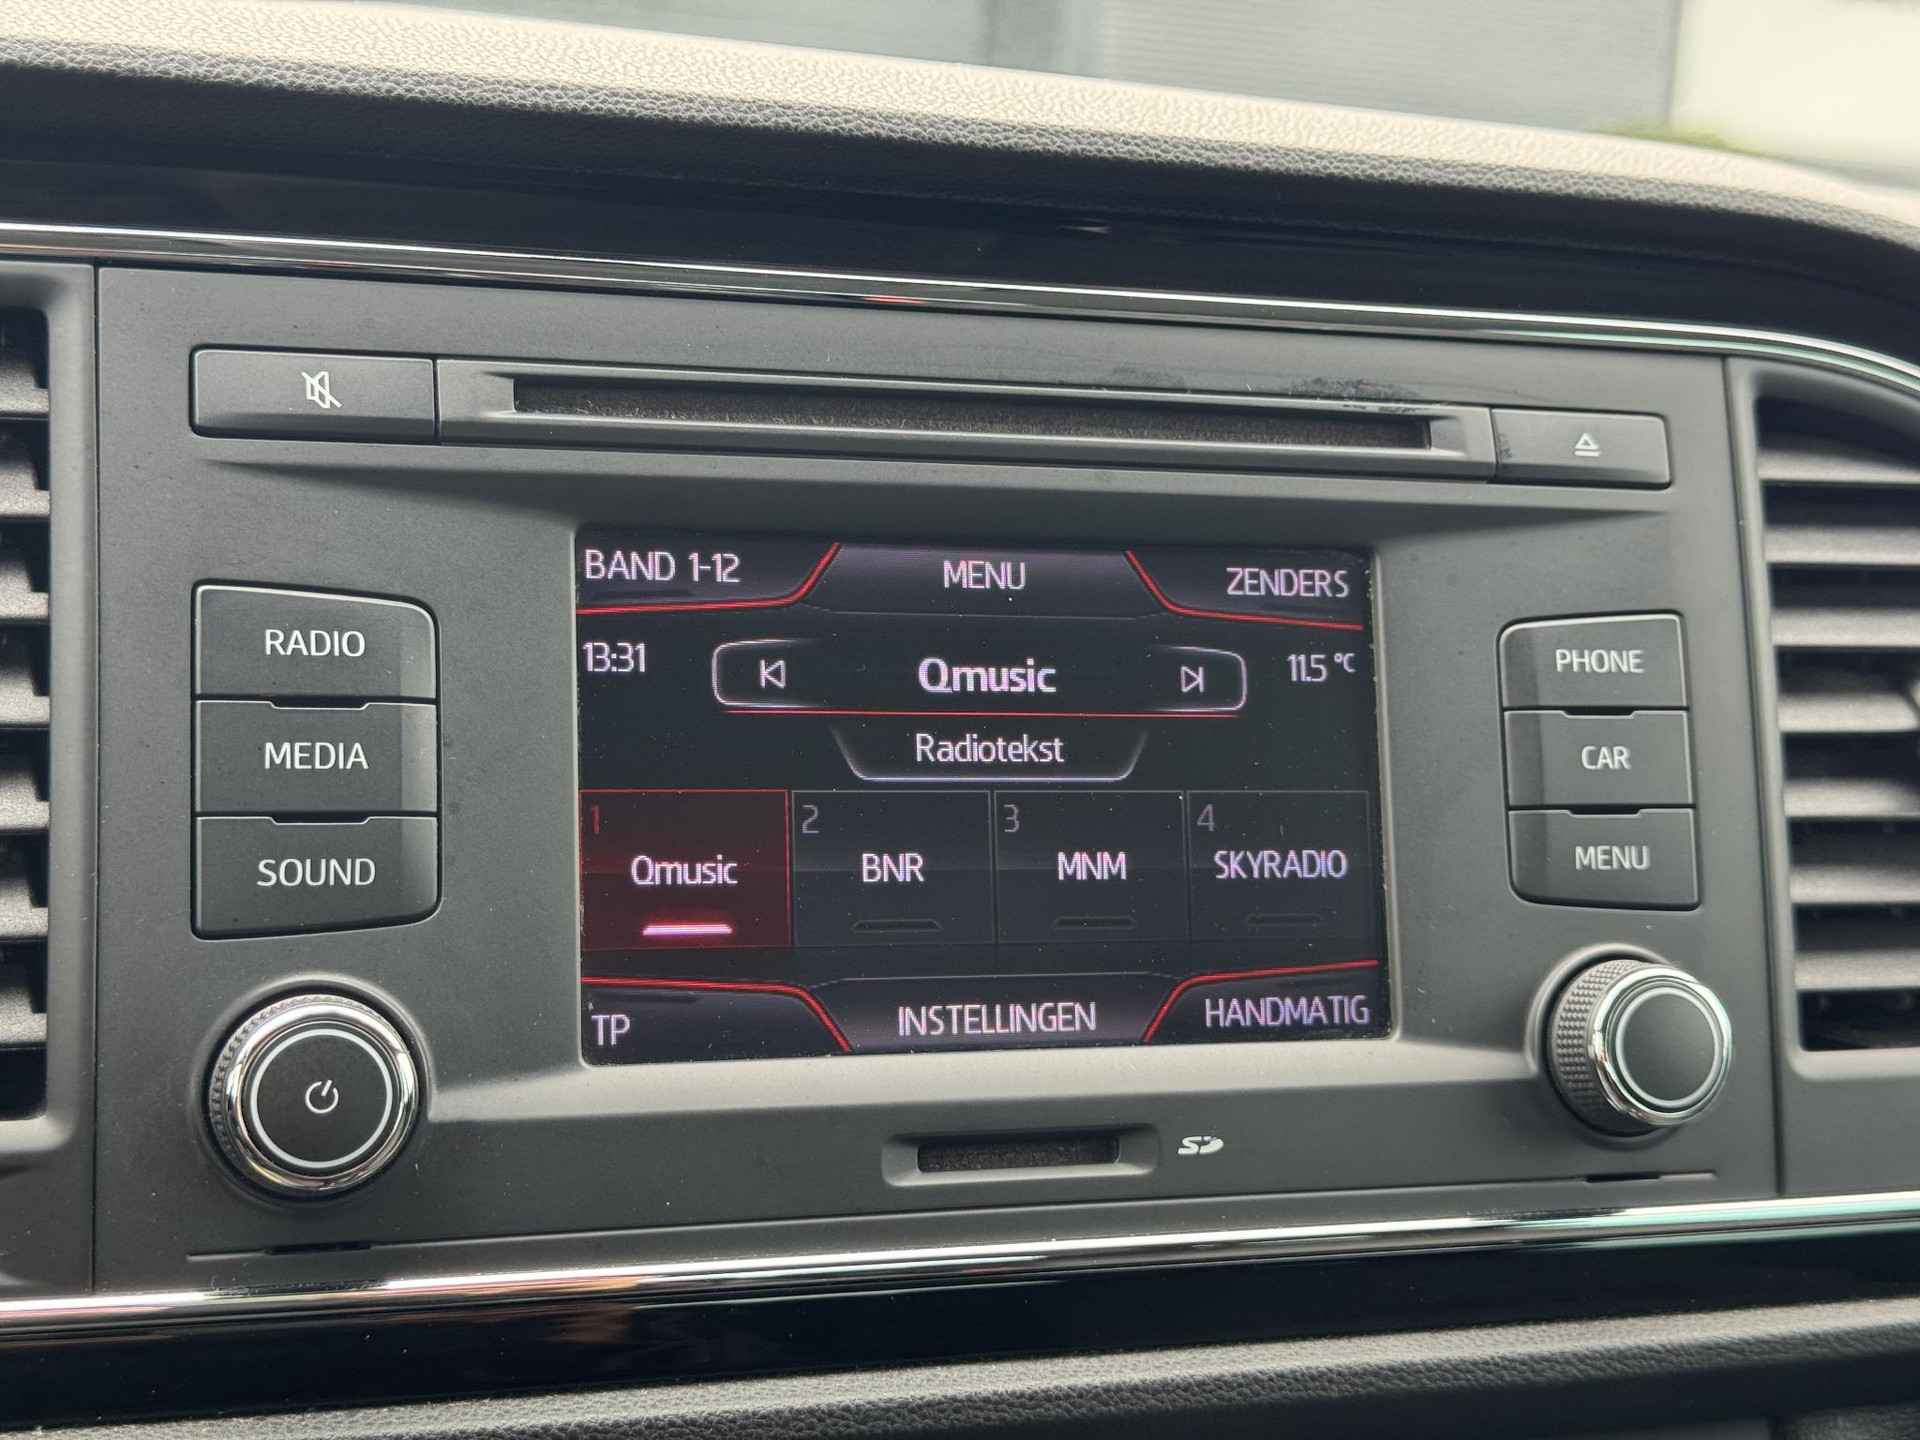 BAND 1-12 MENU ZENDERS
13:31 Qmusic 11.5 °C
Radiotekst
1 2 3 4
Qmusic BNR MNM SKYRADIO
TP INSTELLINGEN HANDMATIG
RADIO
MEDIA
SOUND
PHONE
CAR
MENU
SD